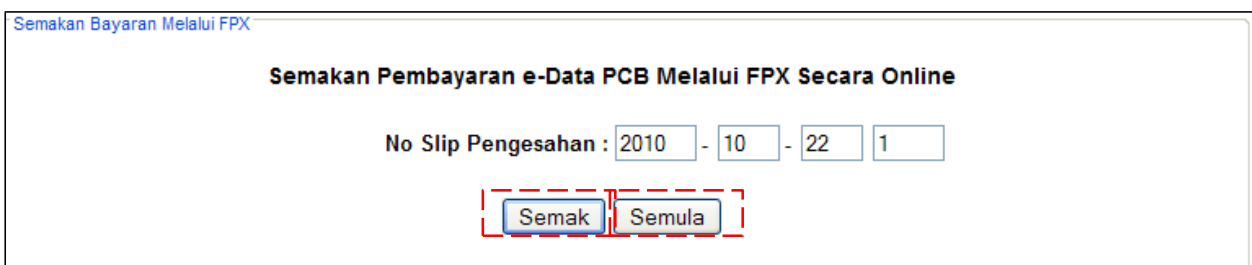 Semakan Bayaran Melalui FPX
Semakan Pembayaran e-Data PCB Melalui FPX Secara Online
No Slip Pengesahan : 2010 - 10 - 22 1
Semak Semula